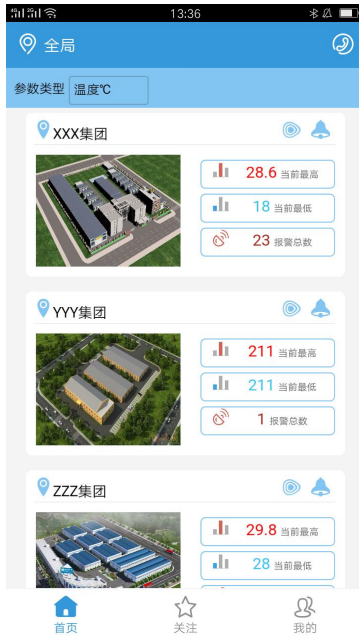 13:36
全局
参数类型 温度℃
XXX集团
28.6 当前最高
18 当前最低
23 报警总数
YYY集团
211 当前最高
211 当前最低
1 报警总数
ZZZ集团
29.8 当前最高
28 当前最低
首页 关注 我的